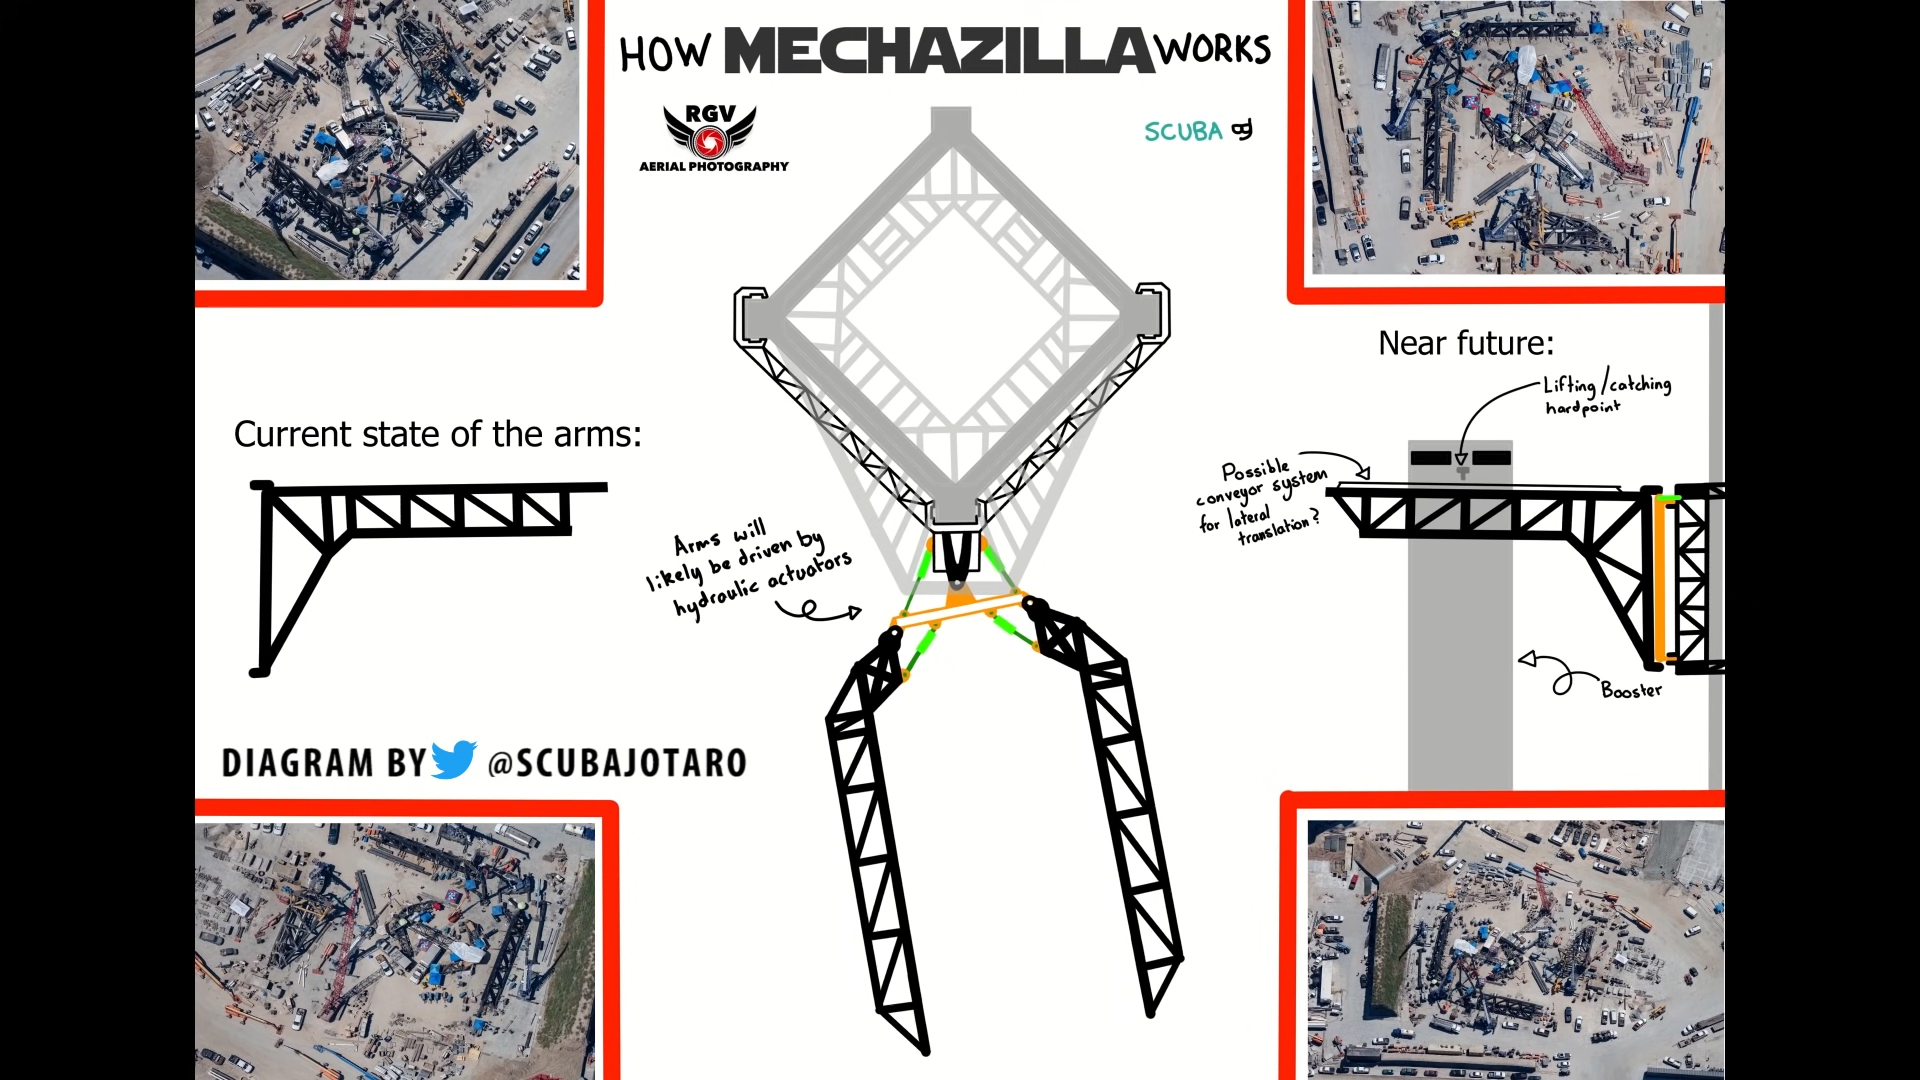 HOW MECHAZILLA WORKS
RGV
AERIAL PHOTOGRAPHY
SCUBA
Near future:
Lifting/catching
hardpoint
Current state of the arms:
Possible
conveyor system
for lateral
translation?
Arms will
likely be driven by
hydraulic actuators
Booster
DIAGRAM BY @SCUBAJOTARO